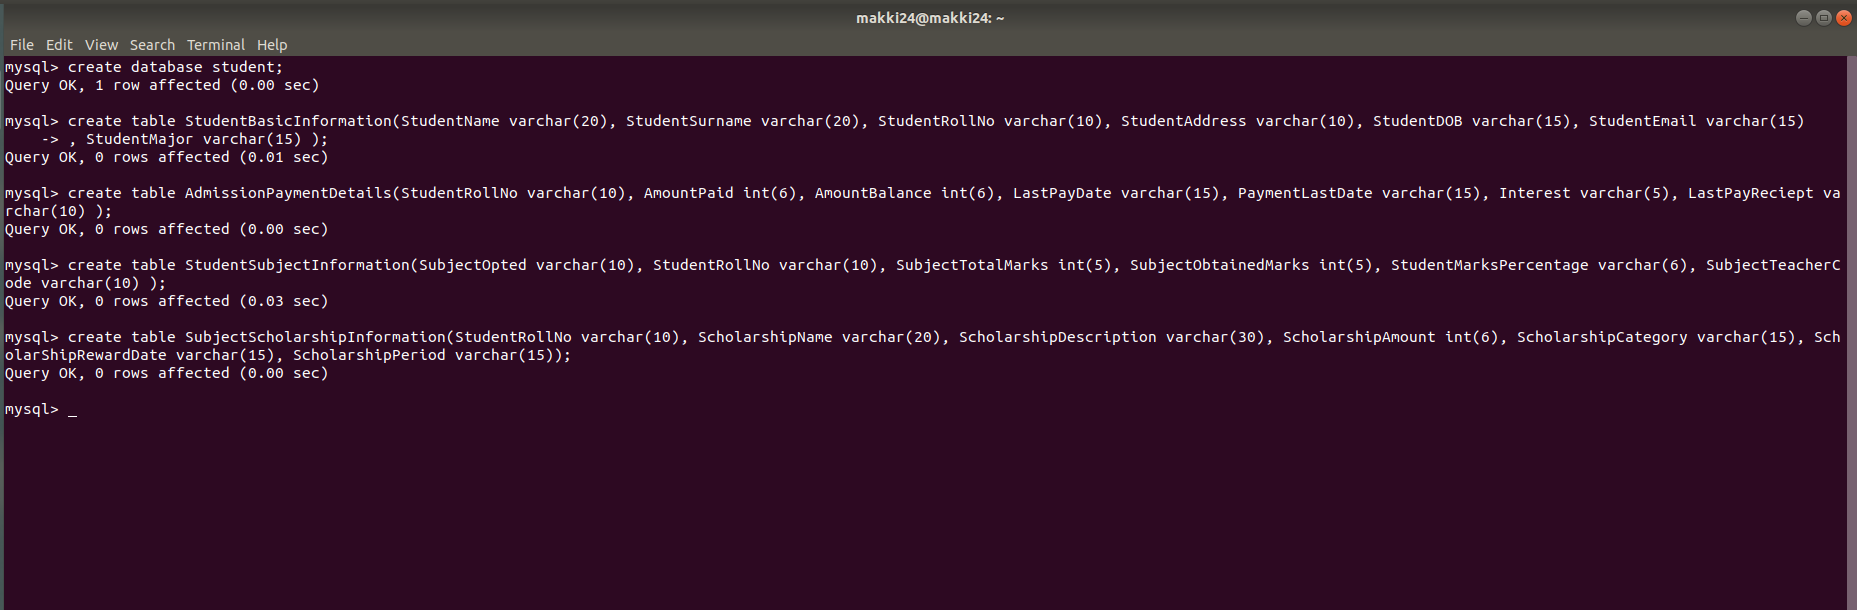 makki24@makki24: ~
File Edit View Search Terminal Help
mysql> create database student;
Query OK, 1 row affected (0.00 sec)
mysql> create table StudentBasicInformation(StudentName varchar(20), StudentSurname varchar(20), StudentRollNo varchar(10), StudentAddress varchar(10), StudentDOB varchar(15), StudentEmail varchar(15)
    -> , StudentMajor varchar(15) );
Query OK, 0 rows affected (0.01 sec)
mysql> create table AdmissionPaymentDetails(StudentRollNo varchar(10), AmountPaid int(6), AmountBalance int(6), LastPayDate varchar(15), PaymentLastDate varchar(15), Interest varchar(5), LastPayReciept va
rchar(10) );
Query OK, 0 rows affected (0.00 sec)
mysql> create table StudentSubjectInformation(SubjectOpted varchar(10), StudentRollNo varchar(10), SubjectTotalMarks int(5), SubjectObtainedMarks int(5), StudentMarksPercentage varchar(6), SubjectTeacherC
ode varchar(10) );
Query OK, 0 rows affected (0.03 sec)
mysql> create table SubjectScholarshipInformation(StudentRollNo varchar(10), ScholarshipName varchar(20), ScholarshipDescription varchar(30), ScholarshipAmount int(6), ScholarshipCategory varchar(15), Sch
olarShipRewardDate varchar(15), ScholarshipPeriod varchar(15));
Query OK, 0 rows affected (0.00 sec)
mysql> _